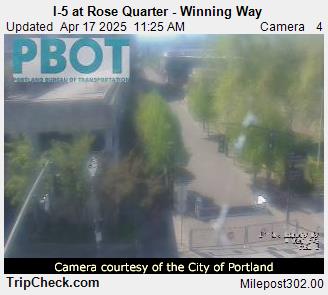 I-5 at Rose Quarter - Winning Way
Updated Apr 17 2025 11:25 AM Camera 4
PBOT
PORTLAND BUREAU OF TRANSPORTATION
Camera courtesy of the City of Portland
TripCheck.com Milepost302.00